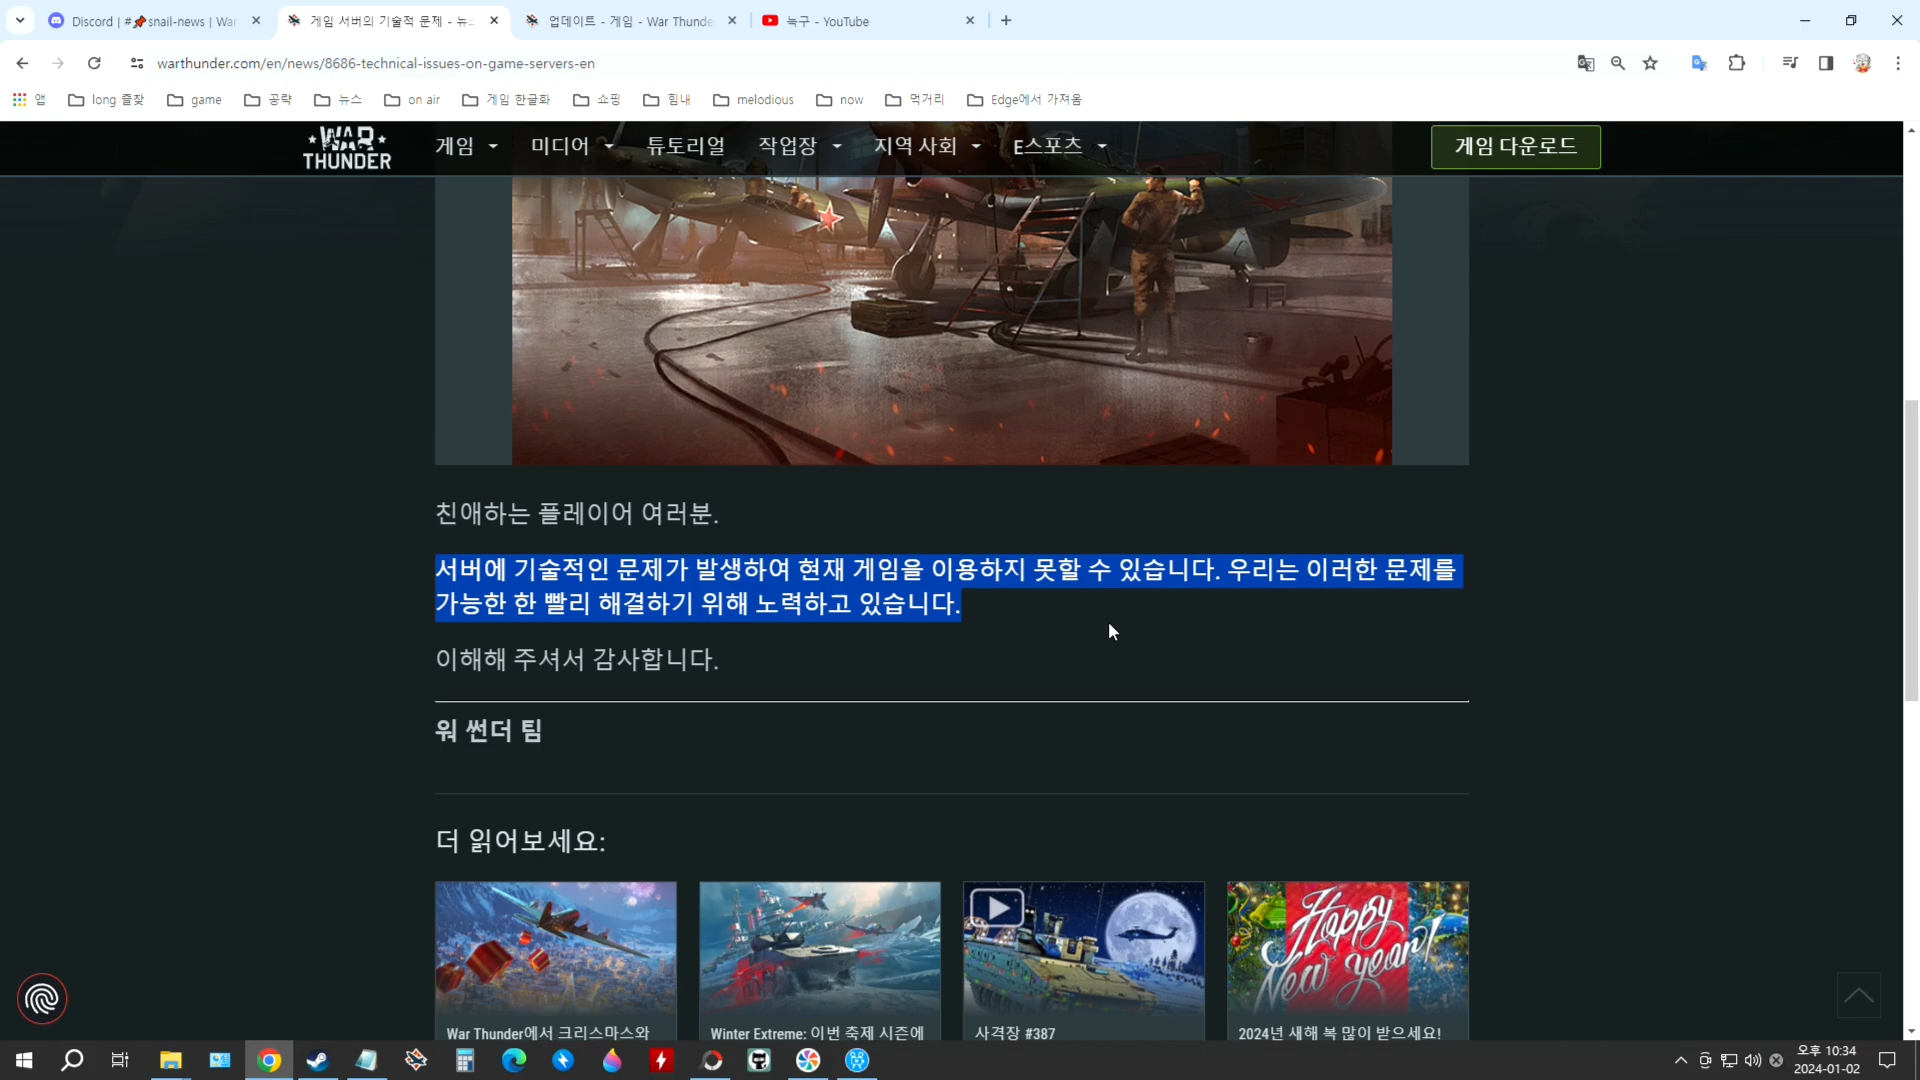 Discord | #📌snail-news | War
게임 서버의 기술적 문제 - 뉴스
업데이트 - 게임 - War Thunde
늑구 - YouTube
warthunder.com/en/news/8686-technical-issues-on-game-servers-en
앱
long 즐찾
game
공략
뉴스
on air
게임 한글화
쇼핑
힘내
melodious
now
먹거리
Edge에서 가져옴
WAR THUNDER
게임
미디어
튜토리얼
작업장
지역 사회
E스포츠
게임 다운로드
친애하는 플레이어 여러분.
서버에 기술적인 문제가 발생하여 현재 게임을 이용하지 못할 수 있습니다. 우리는 이러한 문제를
가능한 한 빨리 해결하기 위해 노력하고 있습니다.
이해해 주셔서 감사합니다.
워 썬더 팀
더 읽어보세요:
Happy
New year!
War Thunder에서 크리스마스와
Winter Extreme: 이번 축제 시즌에
사격장 #387
2024년 새해 복 많이 받으세요!
오후 10:34
2024-01-02